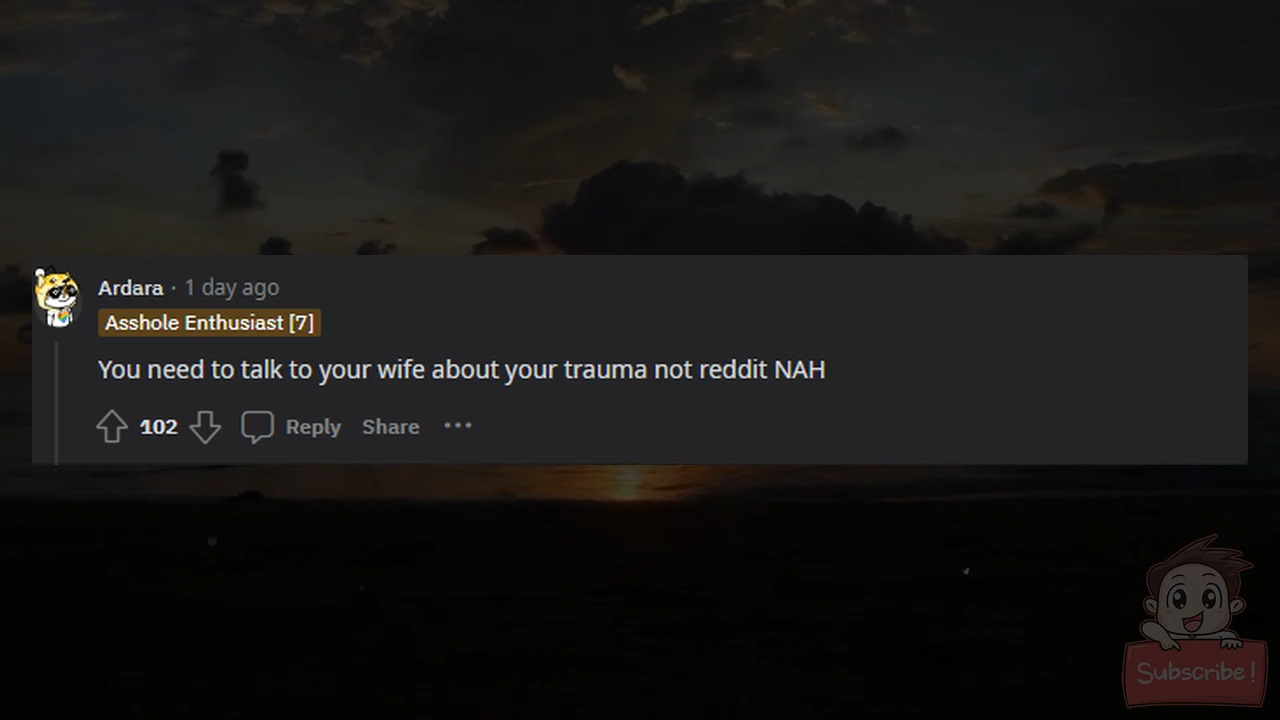 Ardara · 1 day ago
Asshole Enthusiast [7]
You need to talk to your wife about your trauma not reddit NAH
102 Reply Share ···
Subscribe!